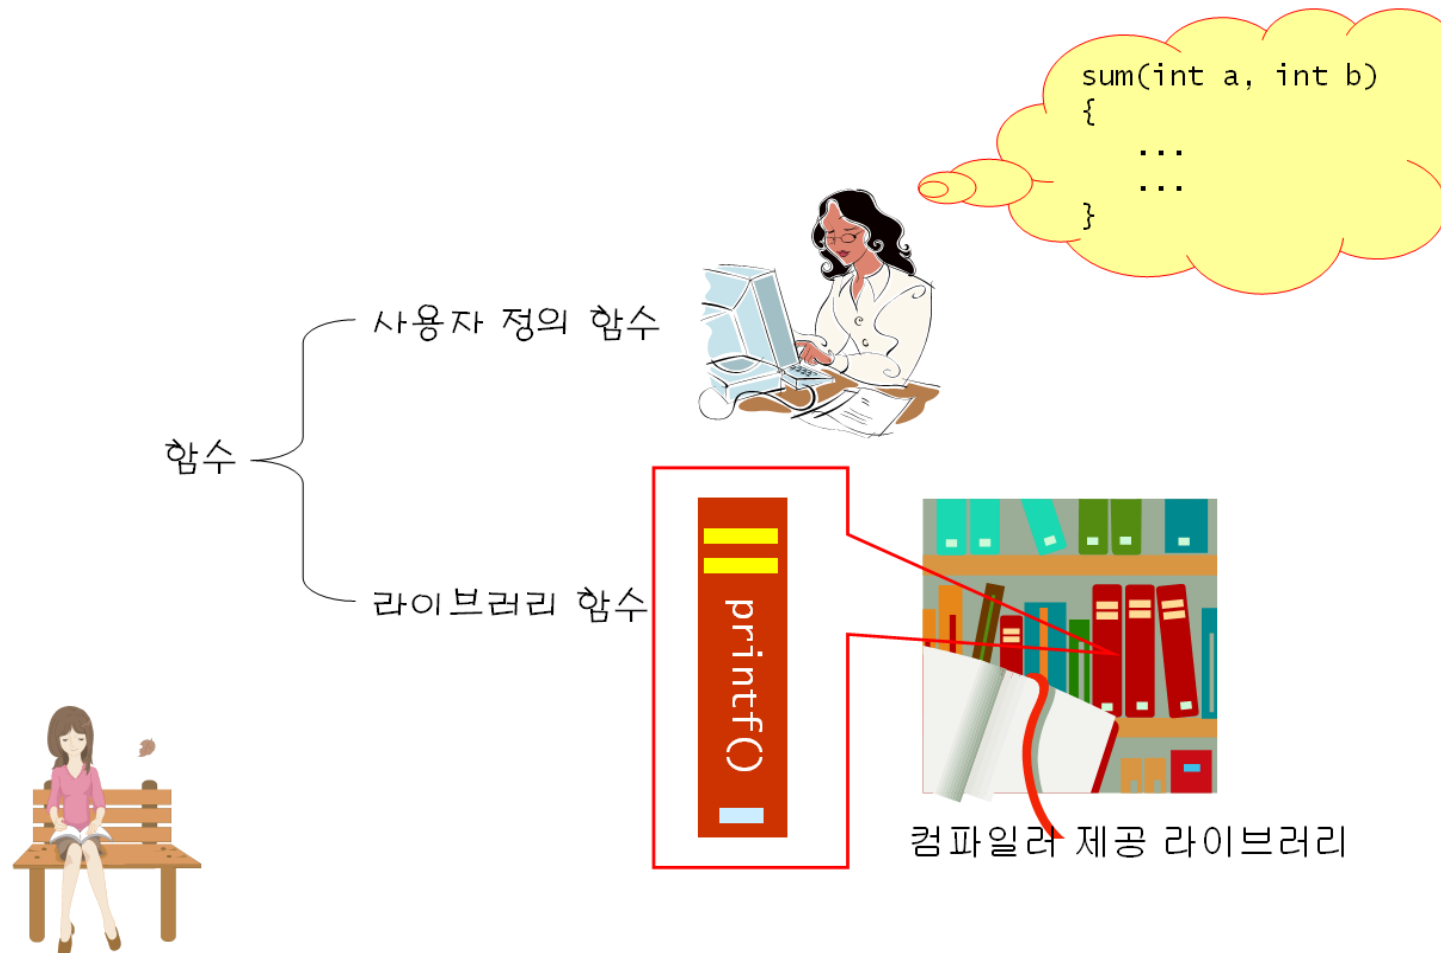 sum(int a, int b)
{
...
...
}
사용자 정의 함수
함수
라이브러리 함수
printf()
컴파일러 제공 라이브러리